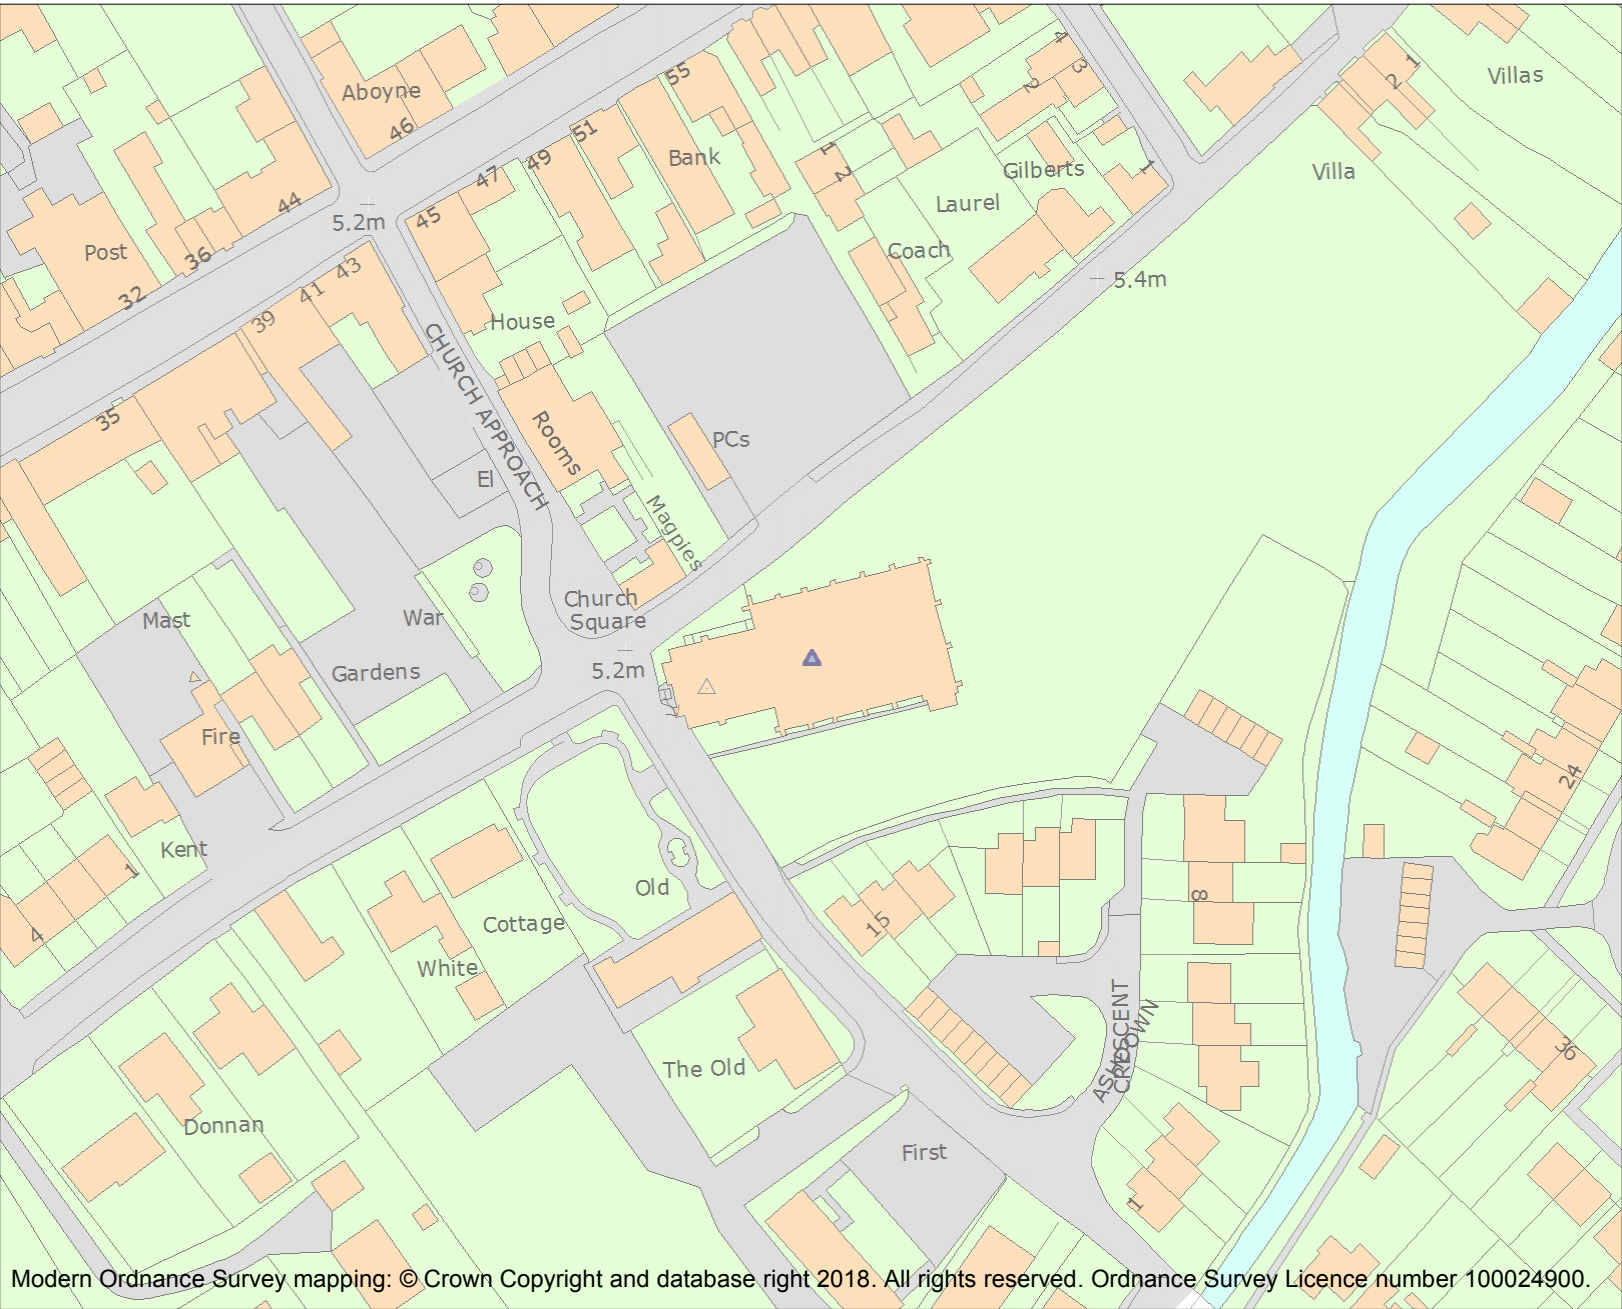 Aboyne
46
55
51
49
47
45
44
36
32
Post
5.2m
43
41
39
35
Bank
1
2
4
3
2
1
Gilberts
Laurel
Coach
5.4m
1
2
Villas
Villa
House
CHURCH APPROACH
Rooms
PCs
El
Magpies
Church
Square
War
Mast
Gardens
5.2m
Fire
Kent
1
4
Old
Cottage
White
The Old
Donnan
First
15
8
24
36
ASHDOWN
CRESCENT
1
Modern Ordnance Survey mapping: © Crown Copyright and database right 2018. All rights reserved. Ordnance Survey Licence number 100024900.